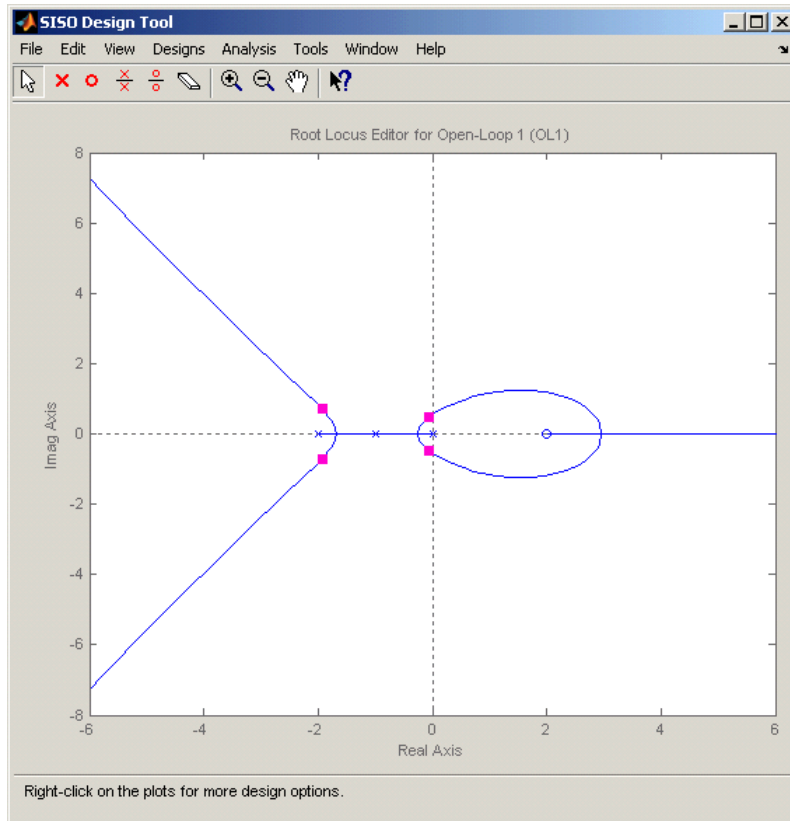 SISO Design Tool
File Edit View Designs Analysis Tools Window Help
Root Locus Editor for Open-Loop 1 (OL1)
8
6
4
2
0
-2
-4
-6
-8
Imag Axis
-6 -4 -2 0 2 4 6
Real Axis
Right-click on the plots for more design options.